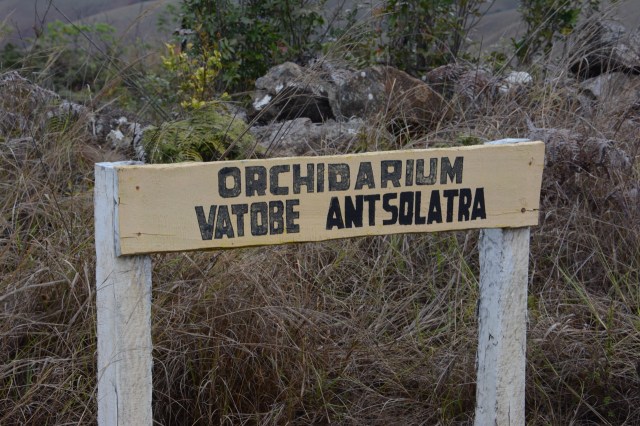 ORCHIDARIUM
VATOBE ANTSOLATRA